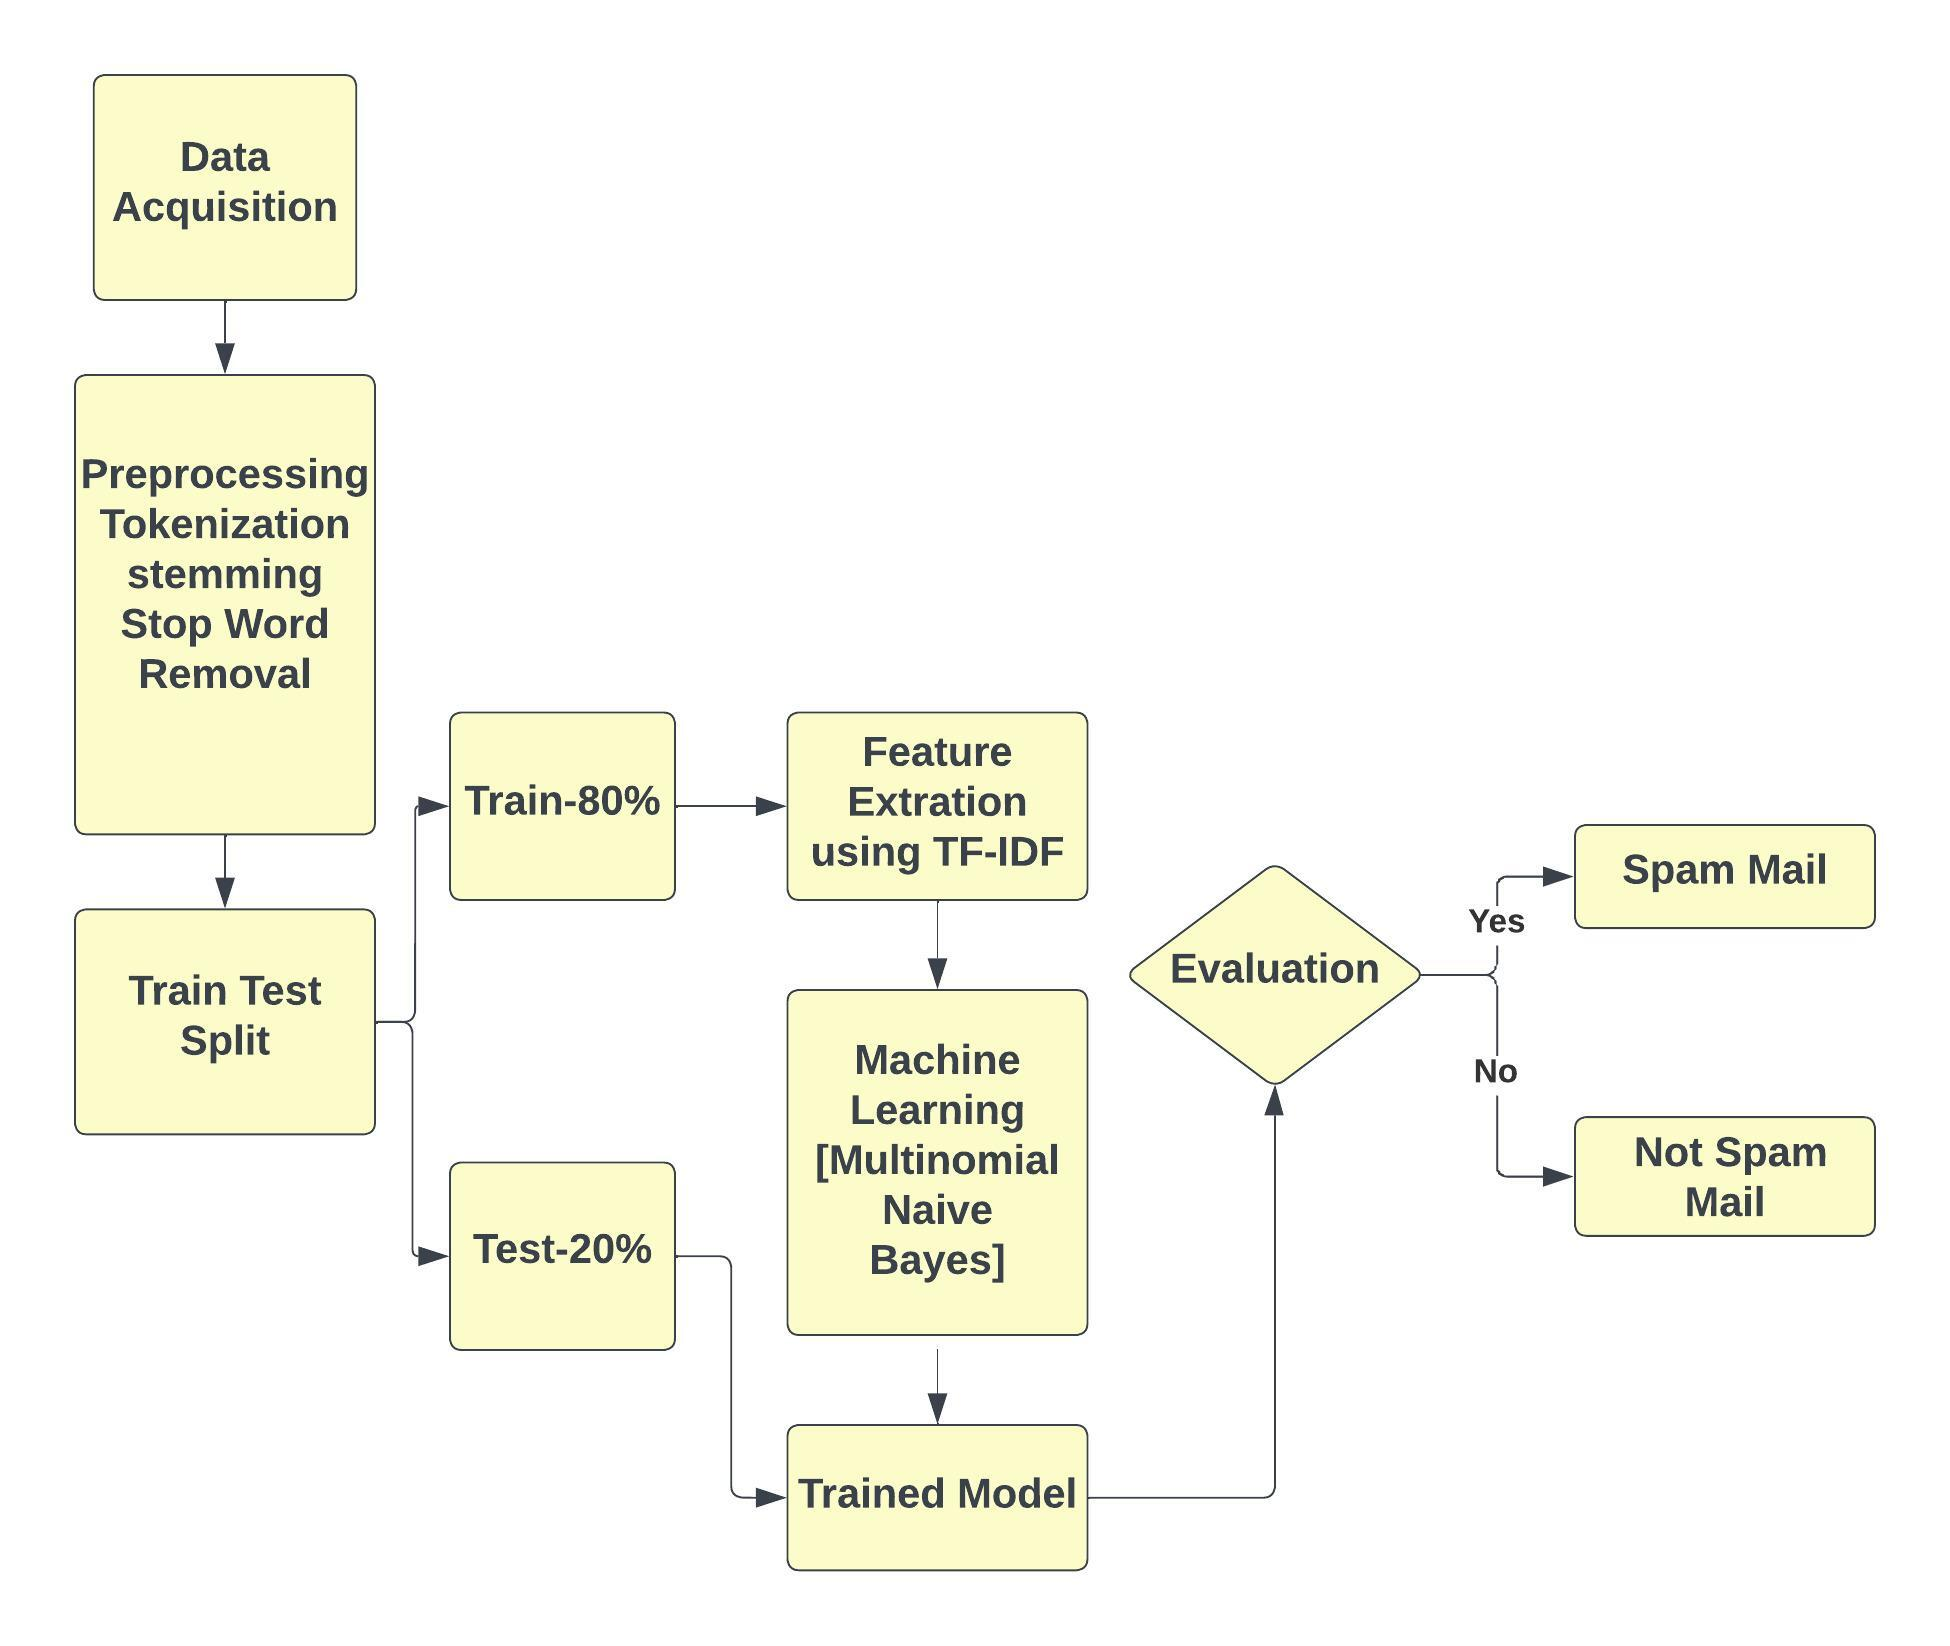 Data
Acquisition
Preprocessing
Tokenization
stemming
Stop Word
Removal
Train Test
Split
Train-80%
Test-20%
Feature
Extration
using TF-IDF
Machine
Learning
[Multinomial
Naive
Bayes]
Trained Model
Evaluation
Yes
No
Spam Mail
Not Spam
Mail